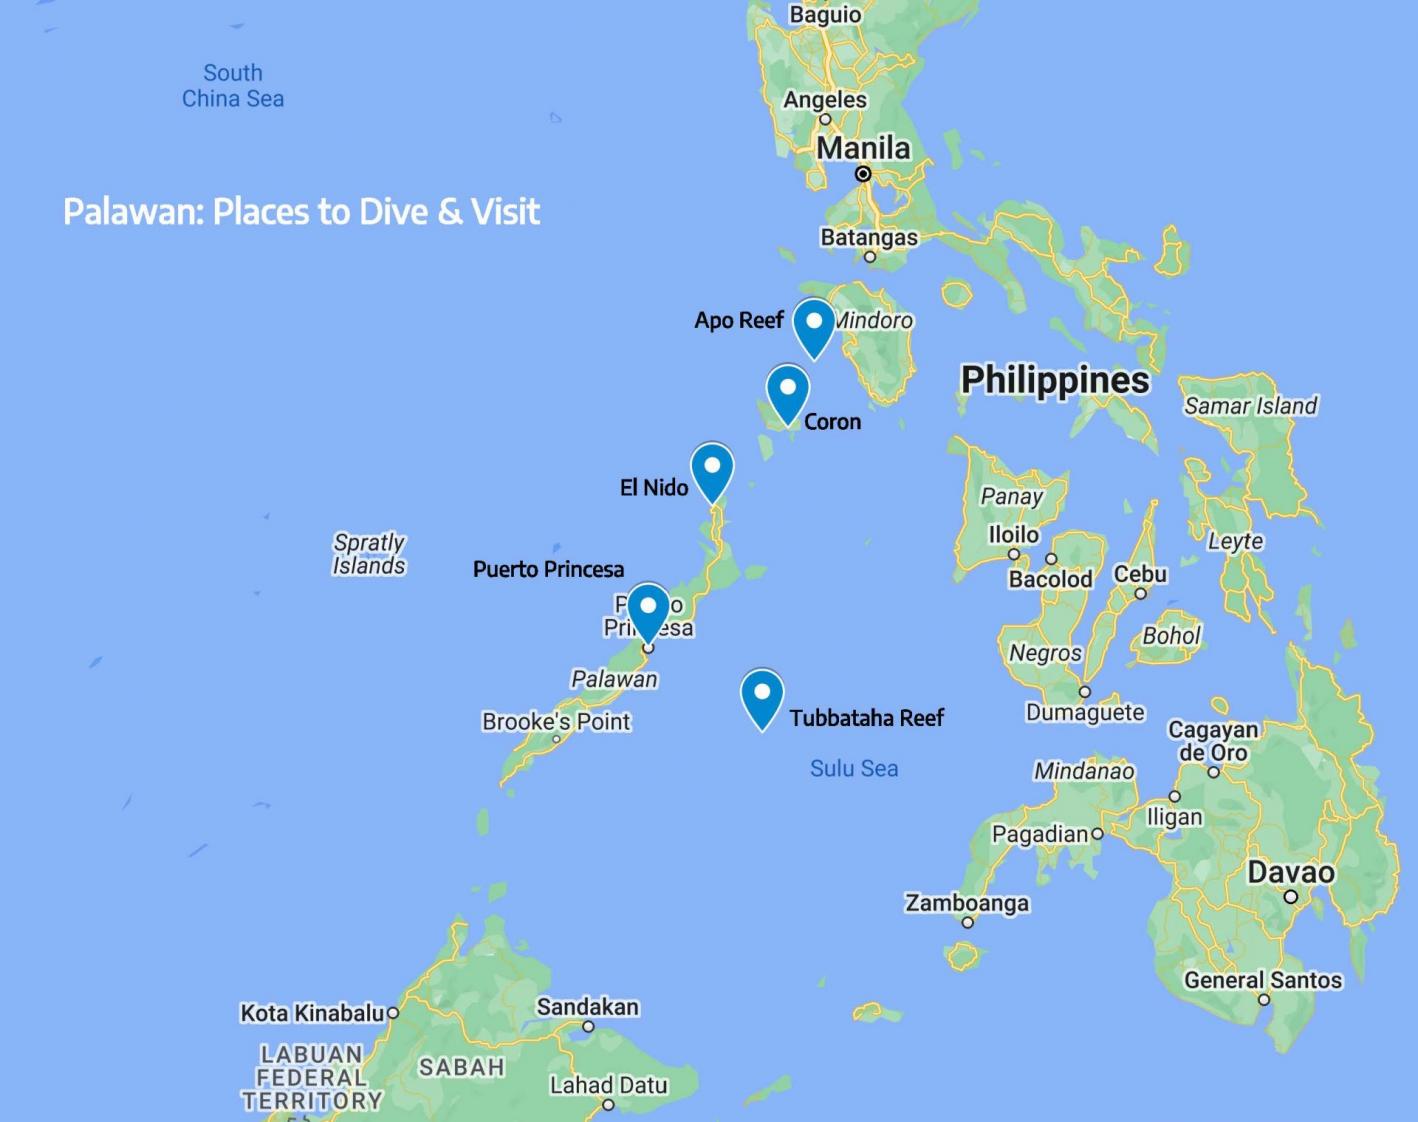 Baguio
South
China Sea
Angeles
Manila
Palawan: Places to Dive & Visit
Batangas
Apo Reef
Mindoro
Philippines
Samar Island
Coron
El Nido
Panay
Iloilo
Leyte
Spratly
Islands
Puerto Princesa
Bacolod
Cebu
P o
Pri esa
Bohol
Negros
Palawan
Dumaguete
Brooke's Point
Tubbataha Reef
Cagayan
de Oro
Sulu Sea
Mindanao
Iligan
Pagadian
Davao
Zamboanga
General Santos
Kota Kinabalu
Sandakan
LABUAN
FEDERAL
TERRITORY
SABAH
Lahad Datu